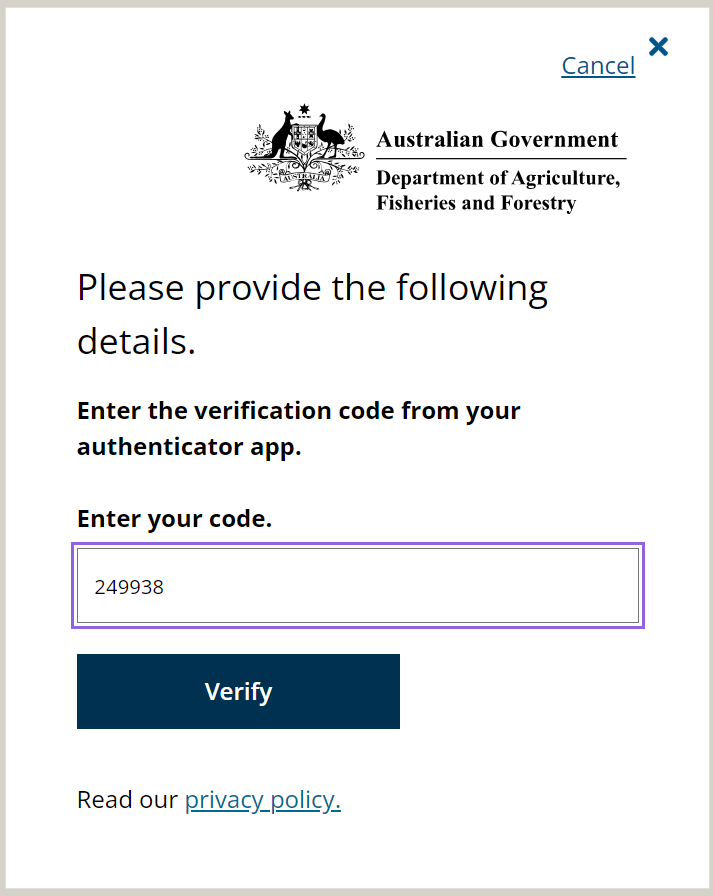 Cancel
AUSTRALIA
Australian Government
Department of Agriculture,
Fisheries and Forestry
Please provide the following
details.
Enter the verification code from your
authenticator app.
Enter your code.
249938
Verify
Read our privacy policy.